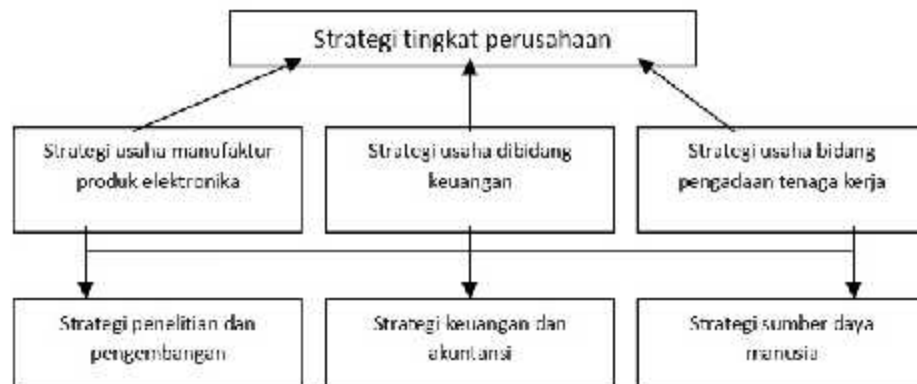 Strategi tingkat perusahaan
Strategi usaha manufaktur
produk elektronika
Strategi usaha dibidang
keuangan
Strategi usaha bidang
pengadaan tenaga kerja
Strategi penelitian dan
pengembangan
Strategi keuangan dan
akuntansi
Strategi sumber daya
manusia